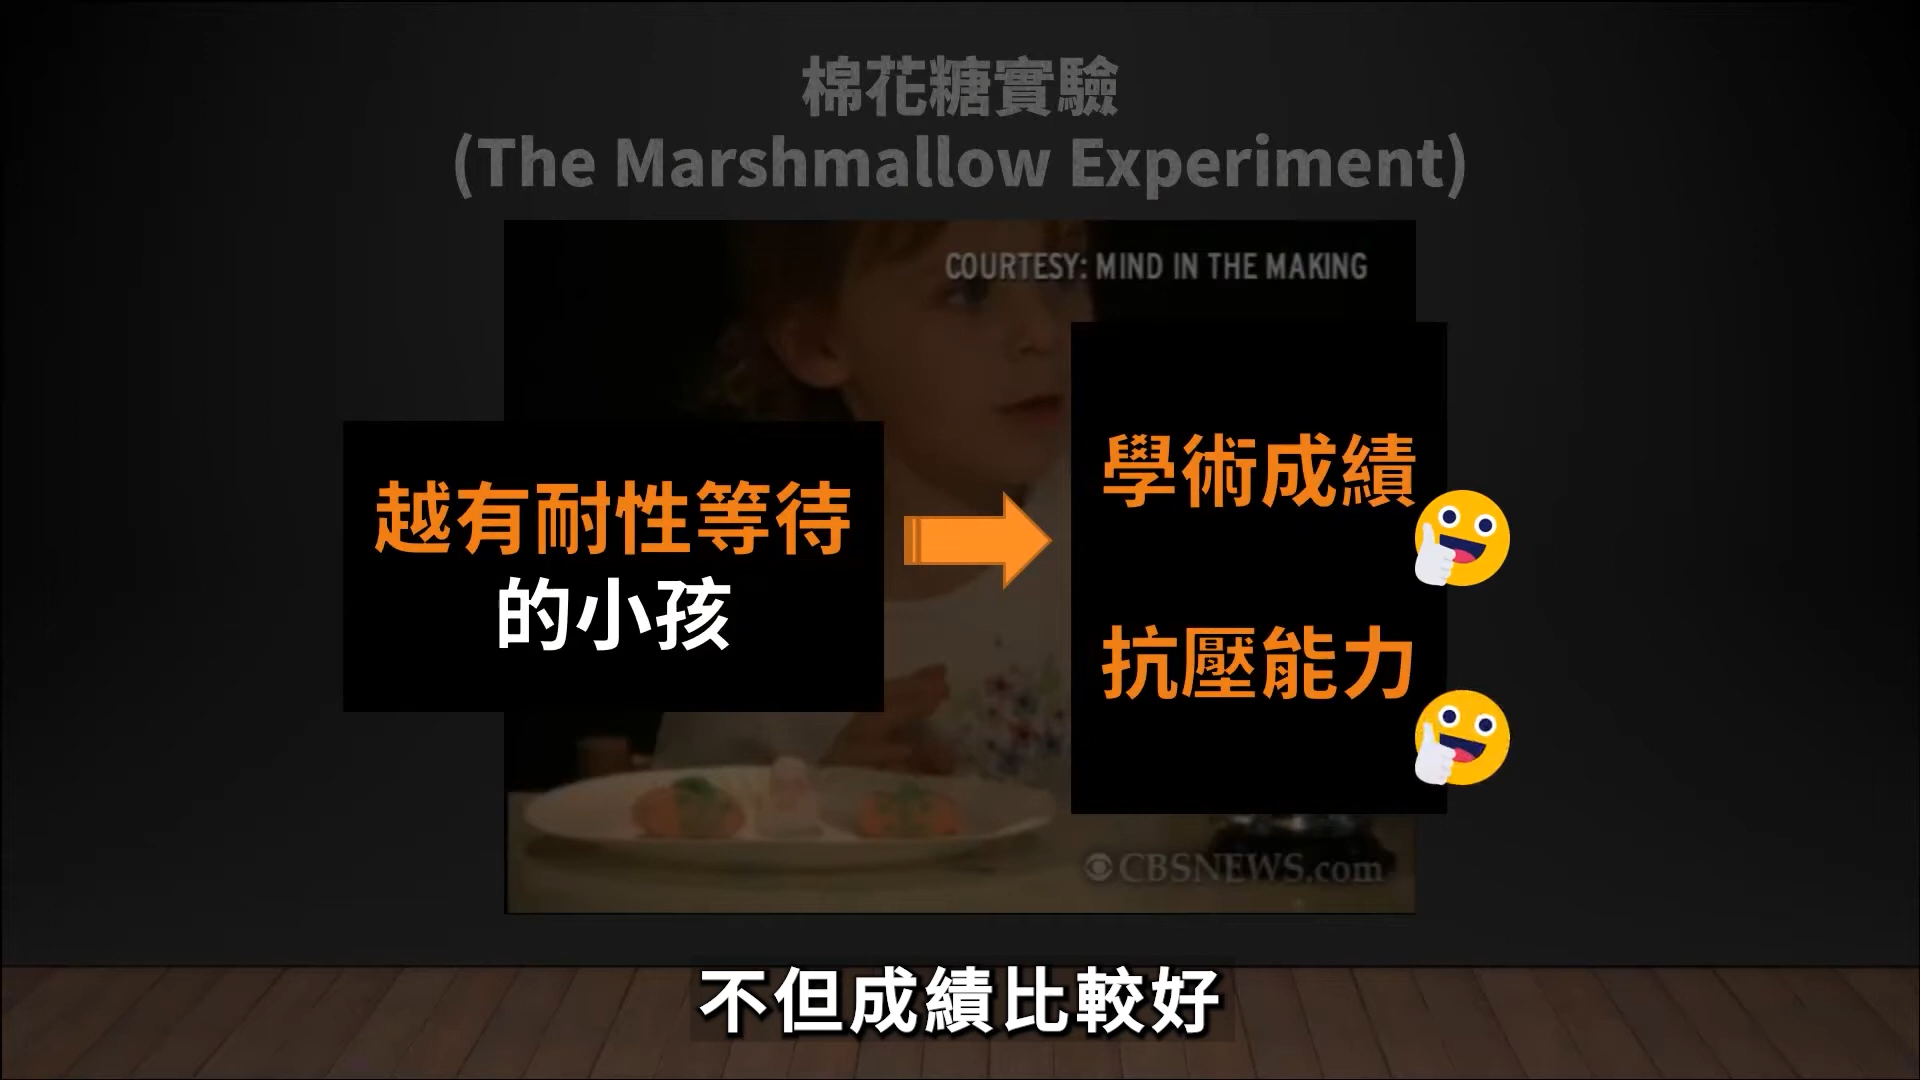 棉花糖實驗
(The Marshmallow Experiment)
COURTESY: MIND IN THE MAKING
越有耐性等待
的小孩
學術成績
抗壓能力
CBSNEWS.com
不但成績比較好